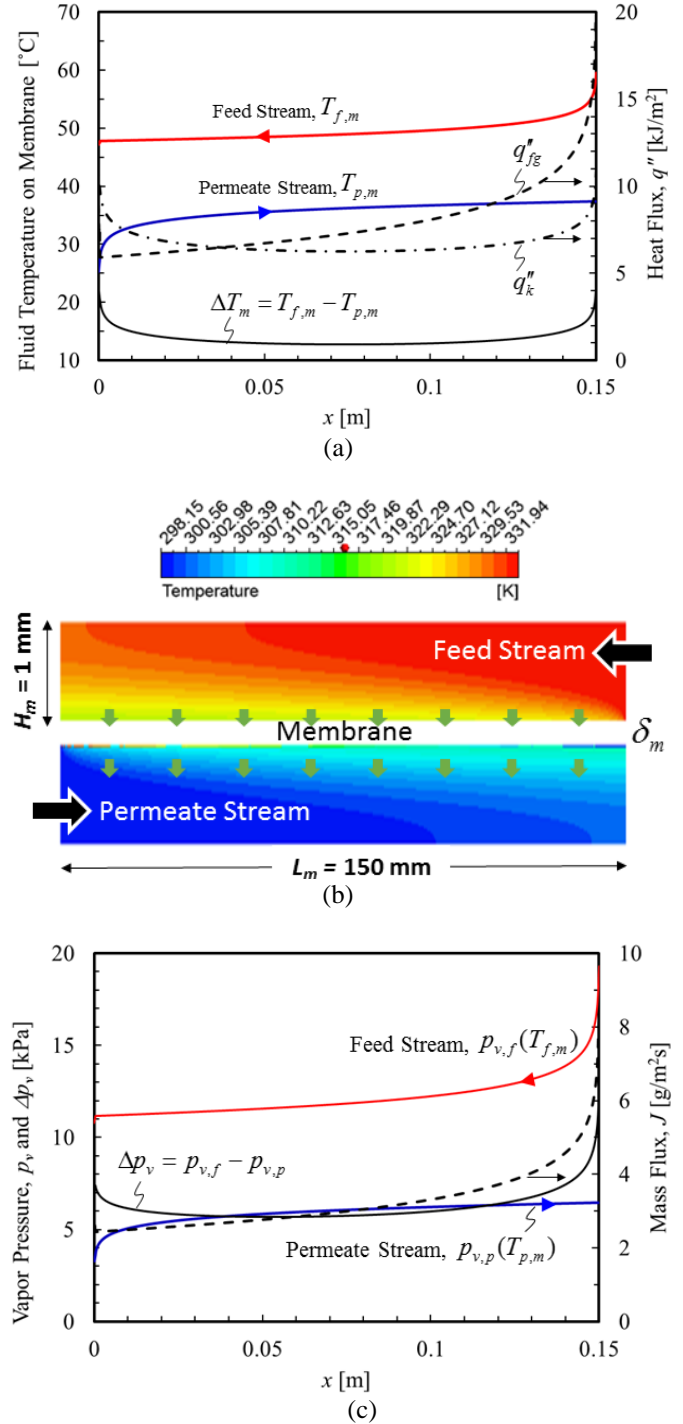 70
60
50
40
30
20
10
20
15
10
5
0
0
0.05
0.1
0.15
Fluid Temperature on Membrane [˚C]
Heat Flux, q″ [kJ/m²]
Feed Stream, T_{f,m}
Permeate Stream, T_{p,m}
q″_{fg}
q″_k
ΔT_m = T_{f,m} − T_{p,m}
x [m]
(a)
298.15
300.56
302.98
305.39
307.81
310.22
312.63
315.05
317.46
319.87
322.29
324.70
327.12
329.53
331.94
Temperature [K]
H_m = 1 mm
Feed Stream
Membrane
δ_m
Permeate Stream
L_m = 150 mm
(b)
20
15
10
5
0
10
8
6
4
2
0
0
0.05
0.1
0.15
Vapor Pressure, p_v and Δp_v [kPa]
Mass Flux, J [g/m²s]
Feed Stream, p_{v,f}(T_{f,m})
Δp_v = p_{v,f} − p_{v,p}
Permeate Stream, p_{v,p}(T_{p,m})
x [m]
(c)